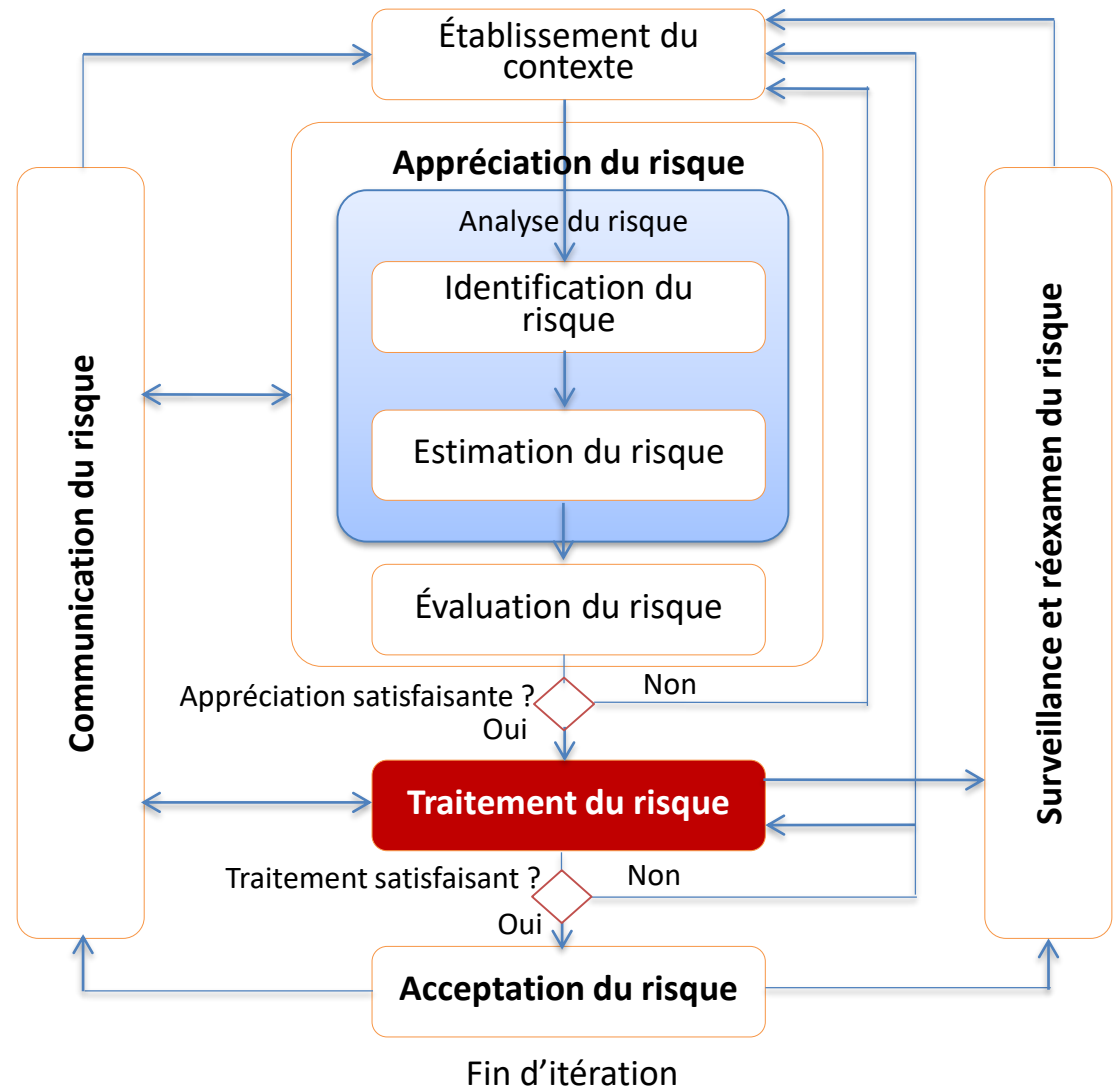 Établissement du
contexte
Appréciation du risque
Analyse du risque
Identification du
risque
Estimation du risque
Évaluation du risque
Appréciation satisfaisante ?
Non
Oui
Traitement du risque
Traitement satisfaisant ?
Non
Oui
Acceptation du risque
Fin d’itération
Communication du risque
Surveillance et réexamen du risque